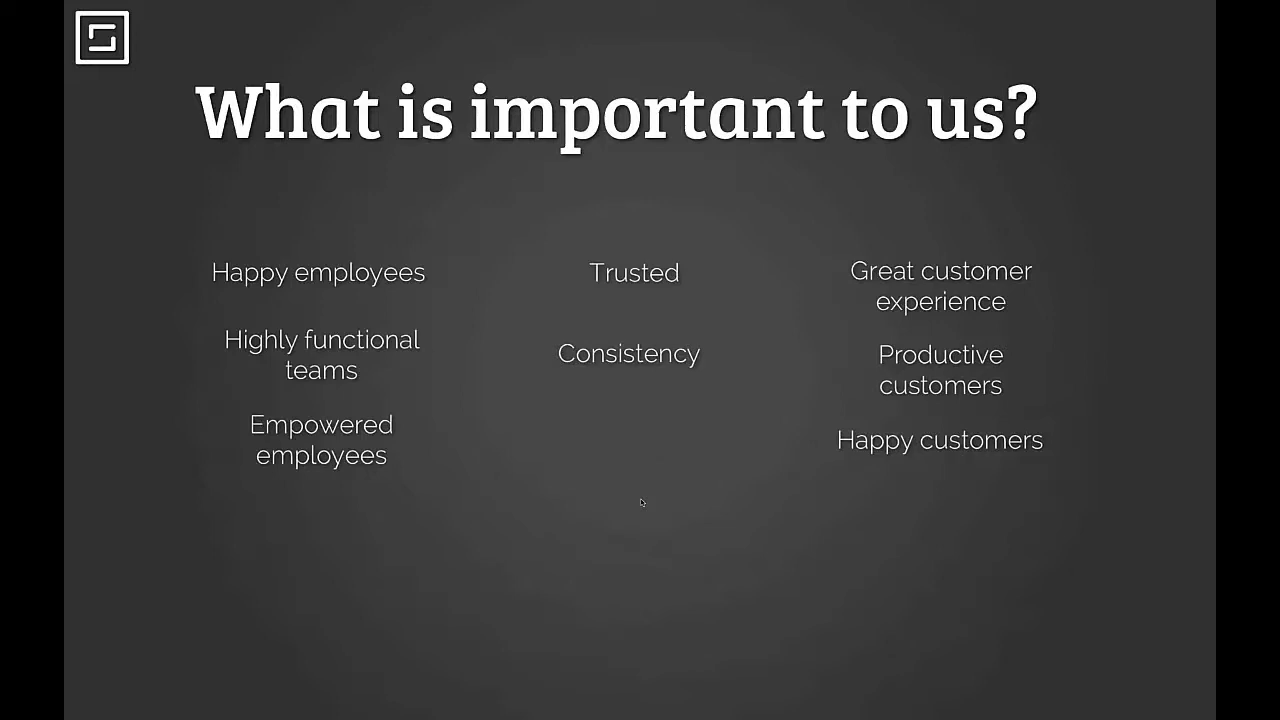 What is important to us?
Happy employees
Highly functional
teams
Empowered
employees
Trusted
Consistency
Great customer
experience
Productive
customers
Happy customers